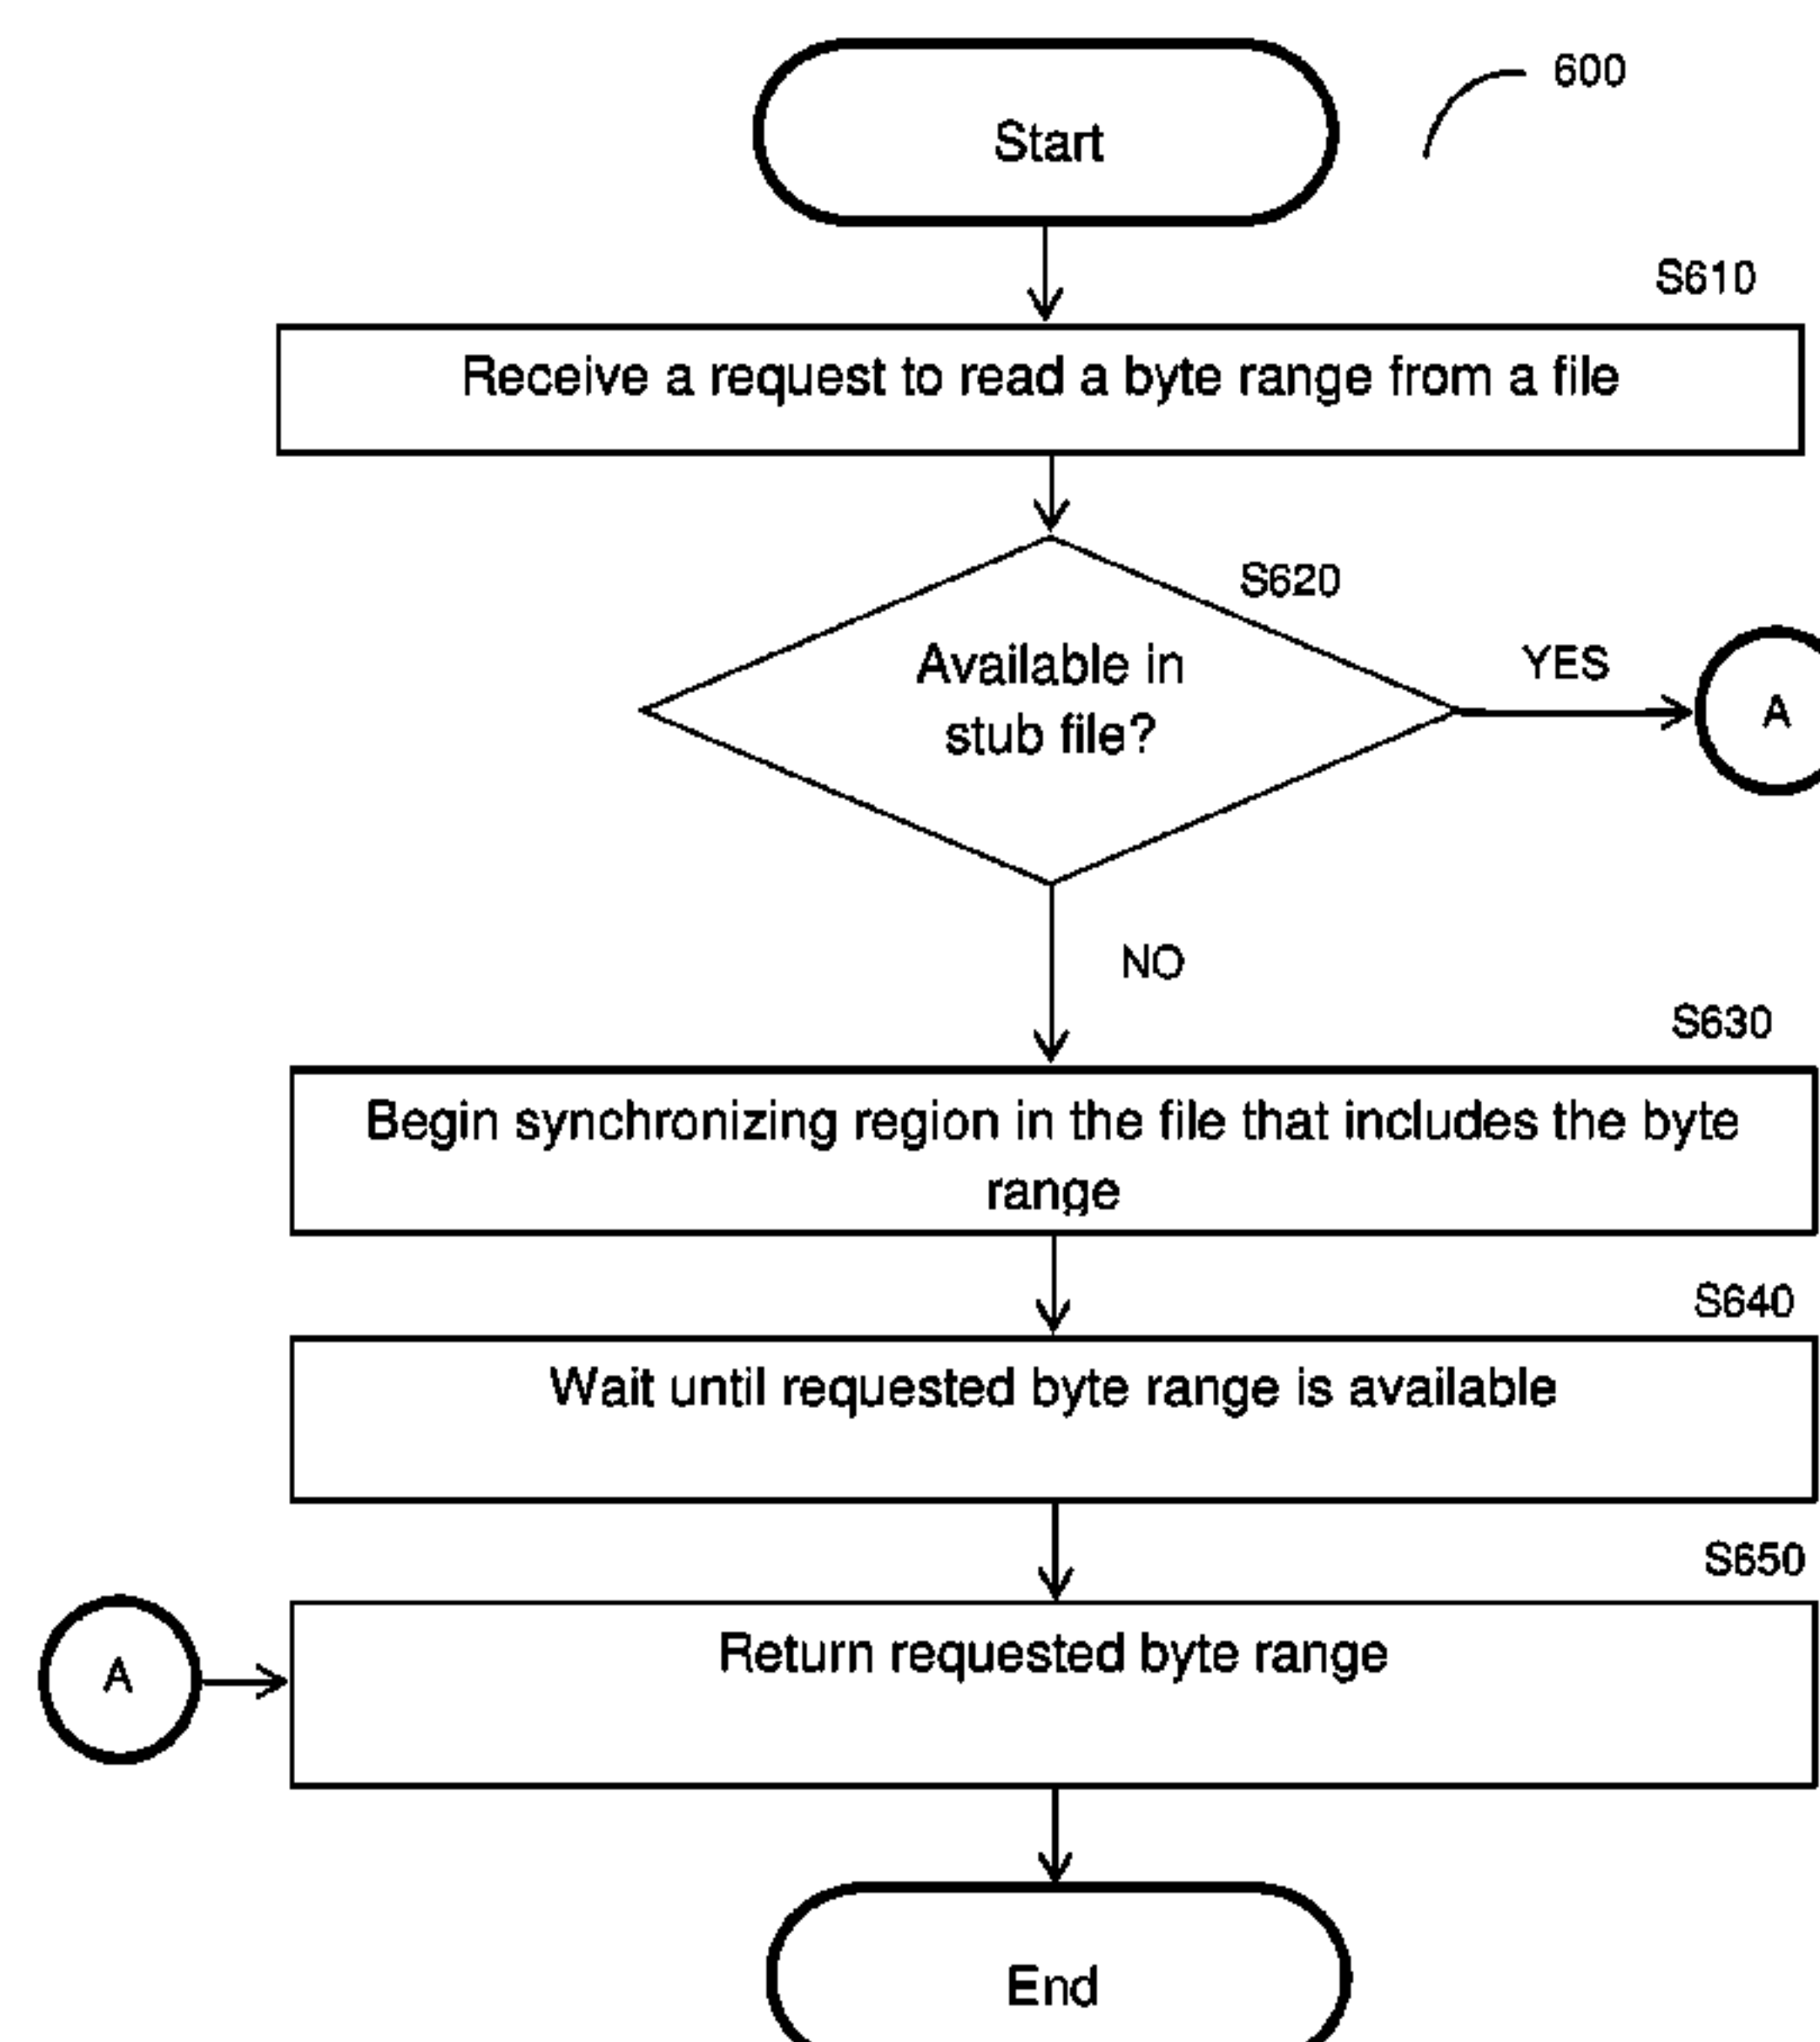 600
Start
S610
Receive a request to read a byte range from a file
S620
Available in
stub file?
YES
A
NO
S630
Begin synchronizing region in the file that includes the byte
range
S640
Wait until requested byte range is available
S650
A
Return requested byte range
End